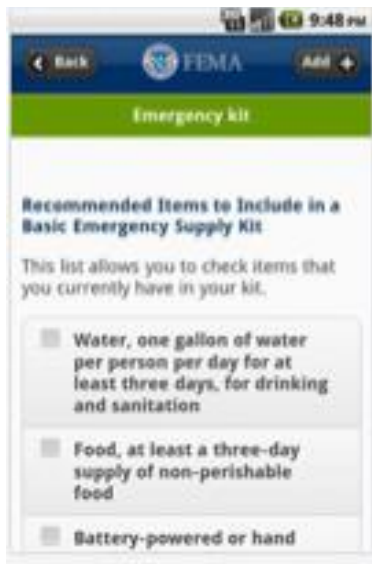 9:48 PM
Back
FEMA
Add +
Emergency kit
Recommended Items to Include in a
Basic Emergency Supply Kit
This list allows you to check items that
you currently have in your kit.
Water, one gallon of water
per person per day for at
least three days, for drinking
and sanitation
Food, at least a three-day
supply of non-perishable
food
Battery-powered or hand